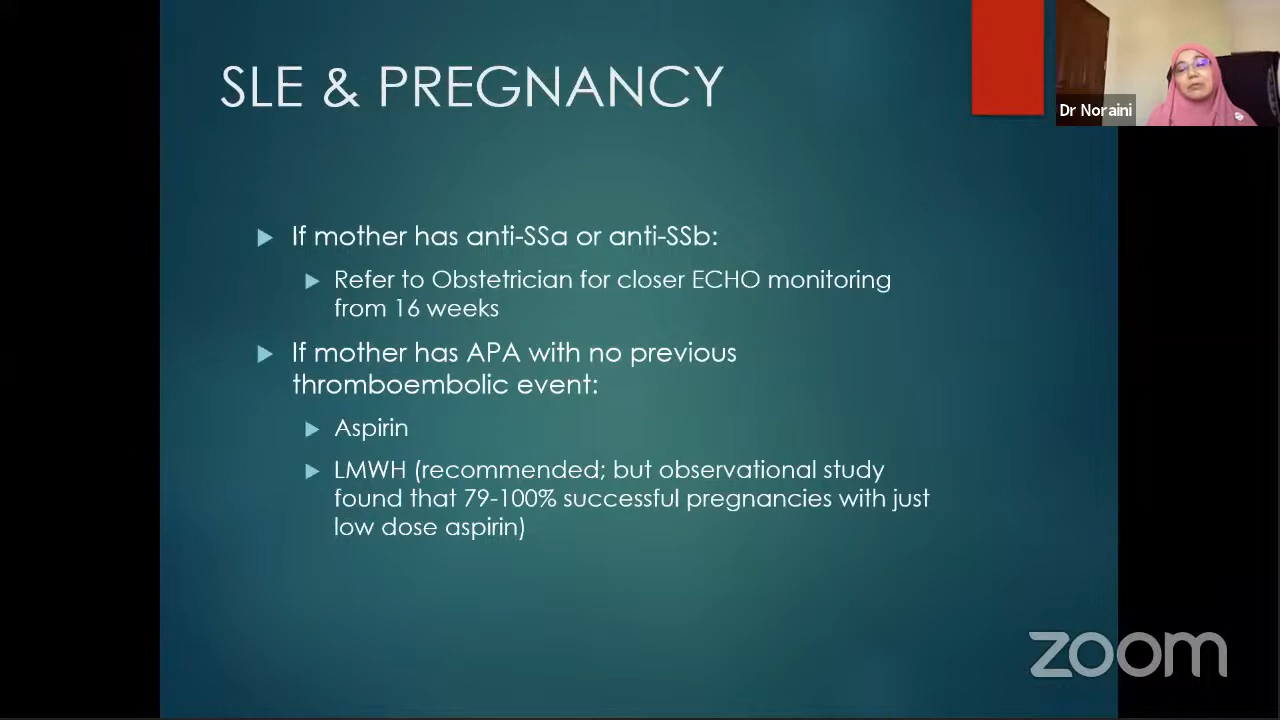 SLE & PREGNANCY
Dr Noraini
If mother has anti-SSa or anti-SSb:
Refer to Obstetrician for closer ECHO monitoring
from 16 weeks
If mother has APA with no previous
thromboembolic event:
Aspirin
LMWH (recommended; but observational study
found that 79-100% successful pregnancies with just
low dose aspirin)
zoom